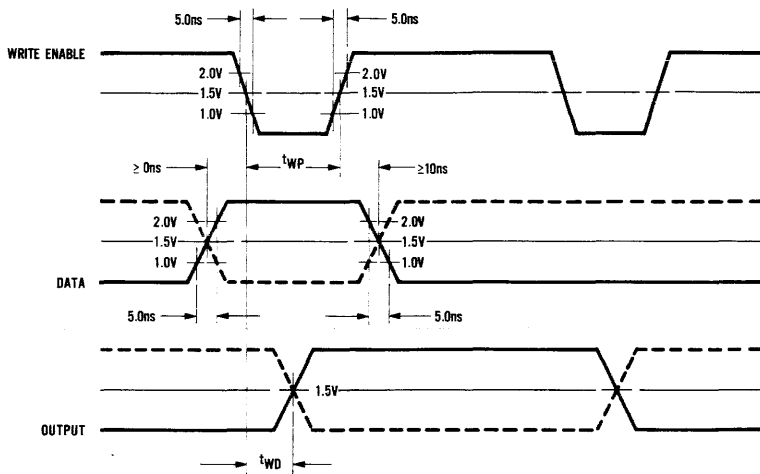 5.0ns 5.0ns
WRITE ENABLE
2.0V 2.0V
1.5V 1.5V
1.0V 1.0V
≥ 0ns tWP ≥10ns
2.0V 2.0V
1.5V 1.5V
1.0V 1.0V
DATA
5.0ns 5.0ns
1.5V
OUTPUT
tWD